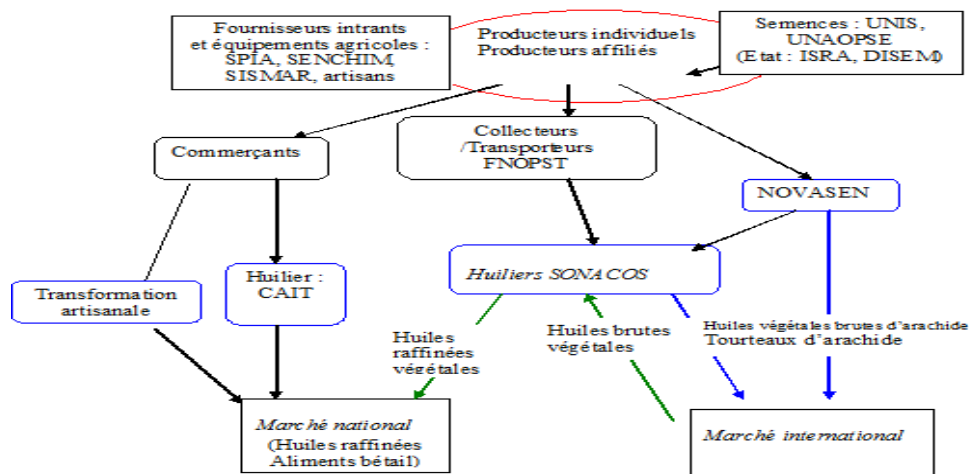 Fournisseurs intrants
et équipements agricoles :
SPIA, SENCHIM,
SISMAR, artisans
Producteurs individuels
Producteurs affiliés
Semences : UNIS,
UNAOPSE
(Etat : ISRA, DISEM)
Commerçants
Collecteurs
/Transporteurs
FNOPST
NOVASEN
Transformation
artisanale
Huilier :
CAIT
Huiliers SONACOS
Huiles
raffinées
végétales
Huiles brutes
végétales
Huiles végétales brutes d’arachide
Tourteaux d’arachide
Marché national
(Huiles raffinées
Aliments bétail)
Marché international